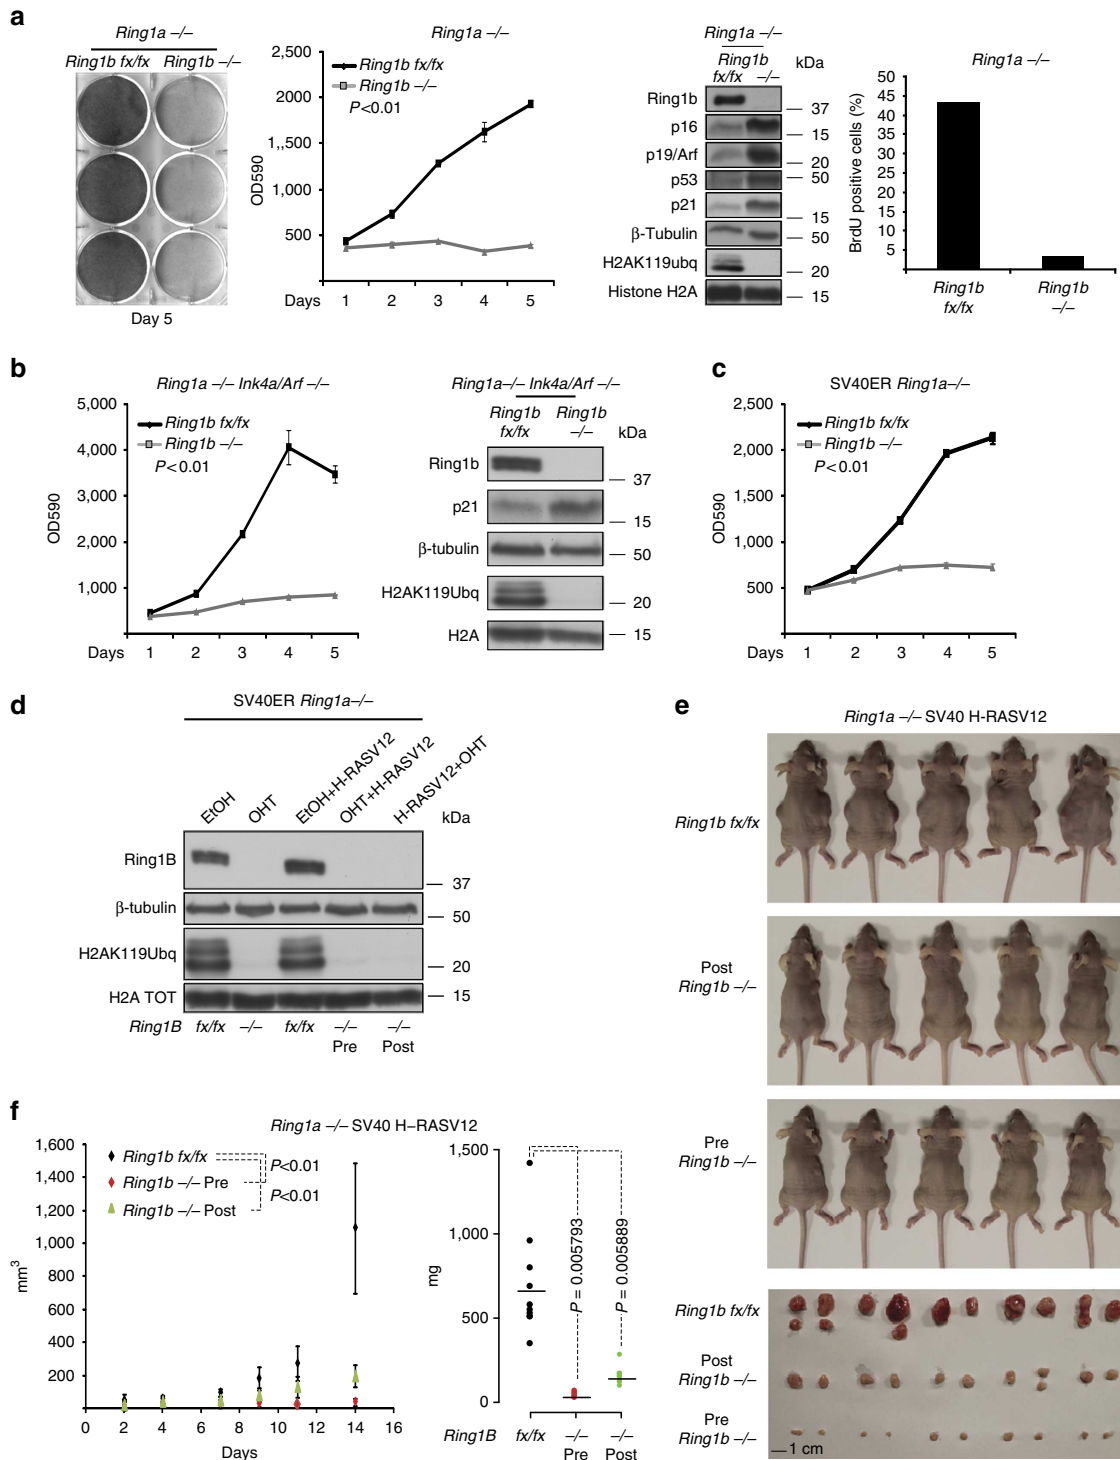 a
Ring1a –/–
Ring1b fx/fx Ring1b –/–
Day 5
Ring1a –/–
2,500
2000
1,500
1,000
500
0
OD590
Ring1b fx/fx
Ring1b –/–
P<0.01
Days 1 2 3 4 5
Ring1a –/–
Ring1b
fx/fx –/– kDa
Ring1b
37
p16
15
p19/Arf
20
p53
50
p21
15
β-Tubulin
50
H2AK119ubq
20
Histone H2A
15
Ring1a –/–
50
45
40
35
30
25
20
15
10
5
BrdU positive cells (%)
Ring1b
fx/fx
Ring1b
–/–
b
Ring1a –/– Ink4a/Arf –/–
5,000
4,000
3,000
2,000
1,000
0
OD590
Ring1b fx/fx
Ring1b –/–
P<0.01
Days 1 2 3 4 5
Ring1a–/– Ink4a/Arf –/–
Ring1b
fx/fx
Ring1b
–/–
kDa
Ring1b
37
p21
15
β-tubulin
50
H2AK119Ubq
20
H2A
15
c
SV40ER Ring1a–/–
2,500
2,000
1,500
1,000
500
0
OD590
Ring1b fx/fx
Ring1b –/–
P<0.01
Days 1 2 3 4 5
d
SV40ER Ring1a–/–
EtOH
OHT
EtOH+H-RASV12
OHT+H-RASV12
H-RASV12+OHT
kDa
Ring1B
37
β-tubulin
50
H2AK119Ubq
20
H2A TOT
15
Ring1B fx/fx –/– fx/fx –/– –/–
Pre Post
e
Ring1a –/– SV40 H-RASV12
Ring1b fx/fx
Post
Ring1b –/–
Pre
Ring1b –/–
Ring1b fx/fx
Post
Ring1b –/–
Pre
Ring1b –/–
1 cm
f
Ring1a –/– SV40 H–RASV12
1,600
1,400
1,200
1,000
800
600
400
200
mm3
Ring1b fx/fx
Ring1b –/– Pre
Ring1b –/– Post
P<0.01
P<0.01
0 2 4 6 8 10 12 14 16
Days
1,500
1,000
500
0
mg
P = 0.005793
P = 0.005889
Ring1B fx/fx –/– –/–
Pre Post